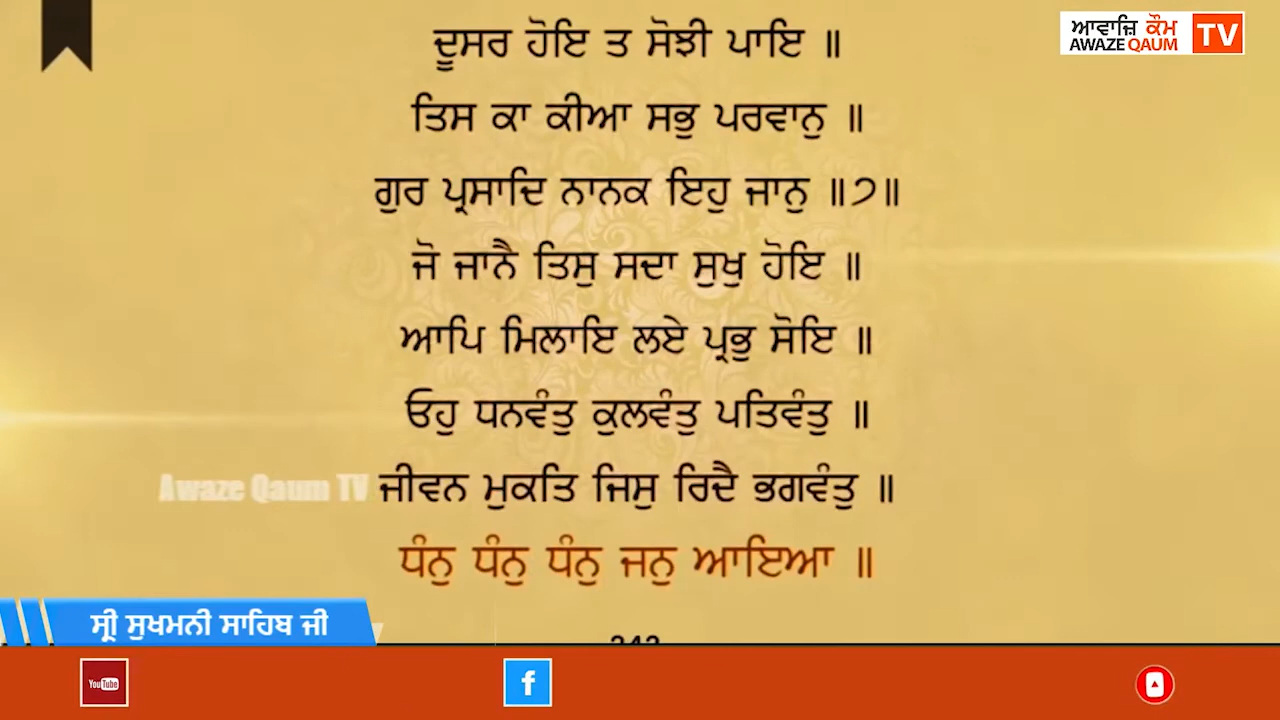 ਆਵਾਜ਼ਿ ਕੌਮ
AWAZE QAUM TV
ਦੂਸਰ ਹੋਇ ਤ ਸੋਝੀ ਪਾਇ ॥
ਤਿਸ ਕਾ ਕੀਆ ਸਭੁ ਪਰਵਾਨੁ ॥
ਗੁਰ ਪ੍ਰਸਾਦਿ ਨਾਨਕ ਇਹੁ ਜਾਨੁ ॥੭॥
ਜੋ ਜਾਨੈ ਤਿਸੁ ਸਦਾ ਸੁਖੁ ਹੋਇ ॥
ਆਪਿ ਮਿਲਾਇ ਲਏ ਪ੍ਰਭੁ ਸੋਇ ॥
ਓਹੁ ਧਨਵੰਤੁ ਕੁਲਵੰਤੁ ਪਤਿਵੰਤੁ ॥
Awaze Qaum TV
ਜੀਵਨ ਮੁਕਤਿ ਜਿਸੁ ਰਿਦੈ ਭਗਵੰਤੁ ॥
ਧੰਨੁ ਧੰਨੁ ਧੰਨੁ ਜਨੁ ਆਇਆ ॥
ਸ੍ਰੀ ਸੁਖਮਨੀ ਸਾਹਿਬ ਜੀ
YouTube
f